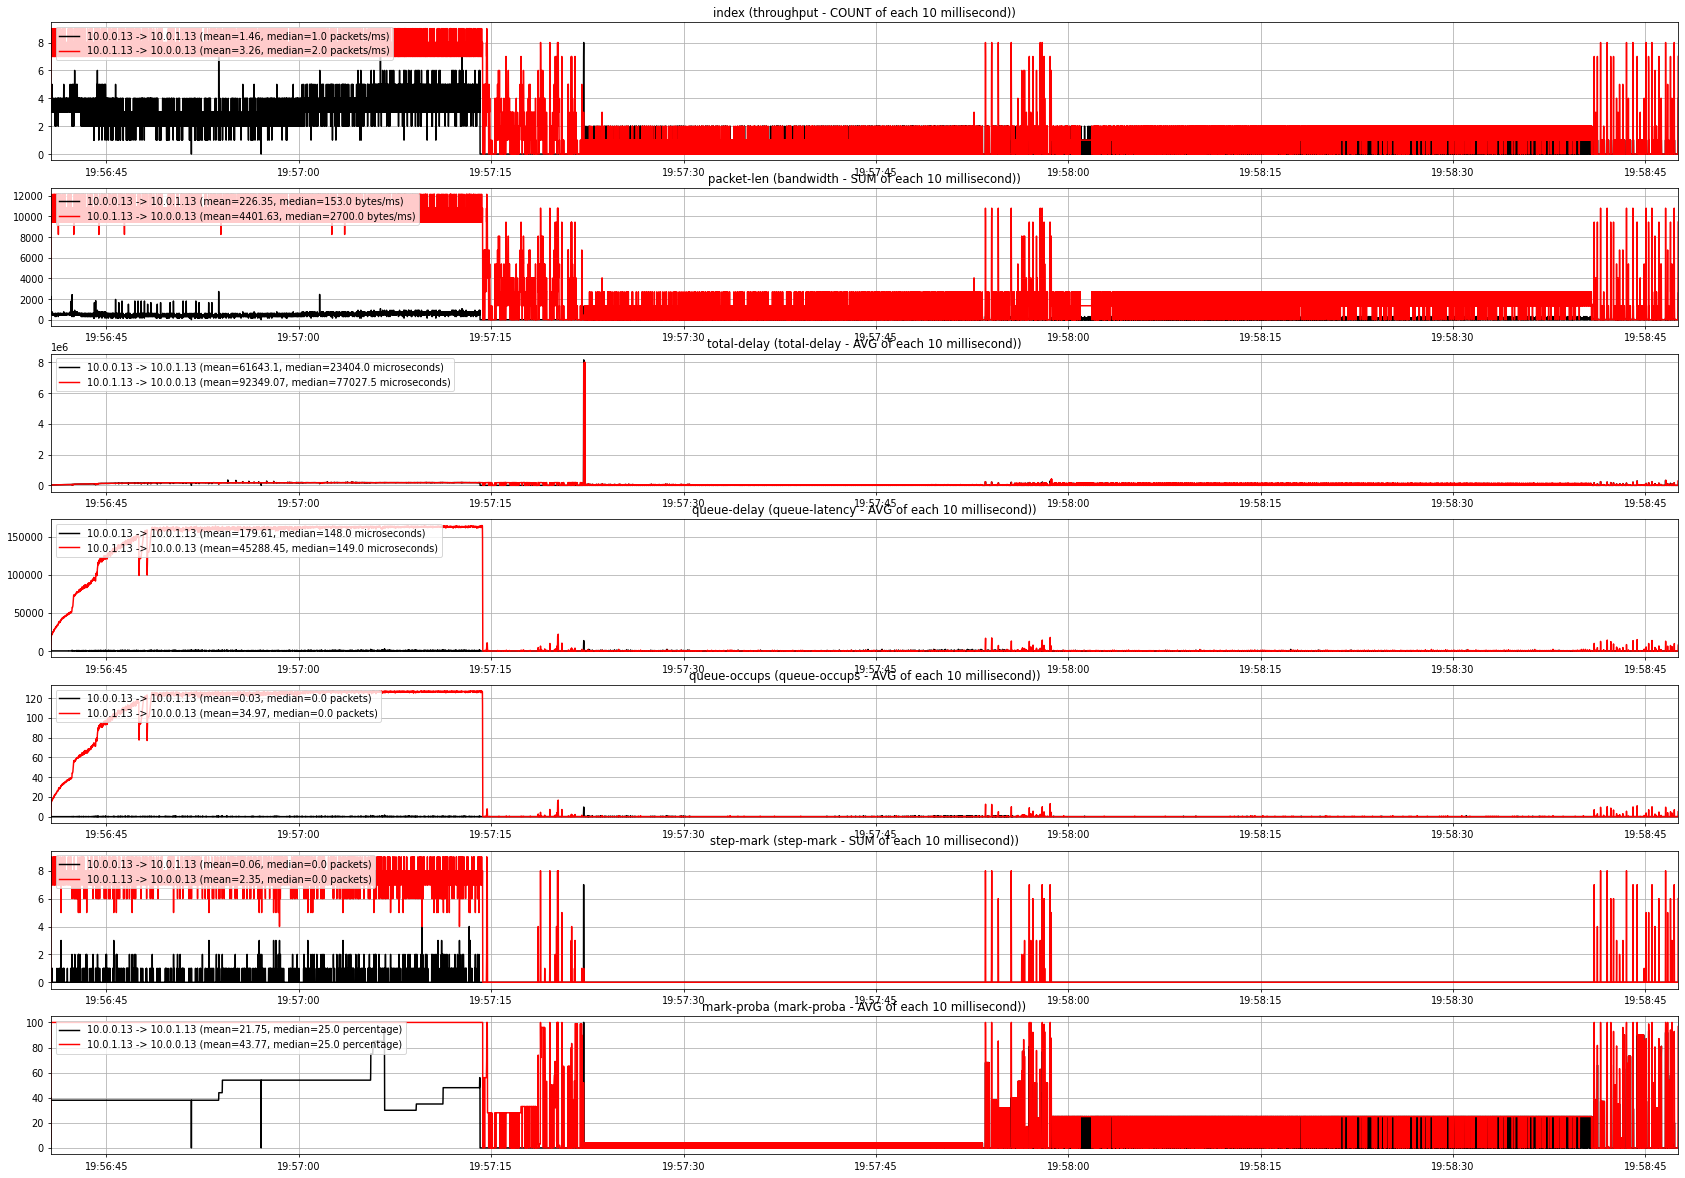 index (throughput - COUNT of each 10 millisecond))
10.0.0.13 -> 10.0.1.13 (mean=1.46, median=1.0 packets/ms)
10.0.1.13 -> 10.0.0.13 (mean=3.26, median=2.0 packets/ms)
8
6
4
2
0
19:56:45 19:57:00 19:57:15 19:57:30 19:57:45 19:58:00 19:58:15 19:58:30 19:58:45
packet-len (bandwidth - SUM of each 10 millisecond))
10.0.0.13 -> 10.0.1.13 (mean=226.35, median=153.0 bytes/ms)
10.0.1.13 -> 10.0.0.13 (mean=4401.63, median=2700.0 bytes/ms)
12000
10000
8000
6000
4000
2000
0
19:56:45 19:57:00 19:57:15 19:57:30 19:57:45 19:58:00 19:58:15 19:58:30 19:58:45
total-delay (total-delay - AVG of each 10 millisecond))
1e6
10.0.0.13 -> 10.0.1.13 (mean=61643.1, median=23404.0 microseconds)
10.0.1.13 -> 10.0.0.13 (mean=92349.07, median=77027.5 microseconds)
8
6
4
2
0
19:56:45 19:57:00 19:57:15 19:57:30 19:57:45 19:58:00 19:58:15 19:58:30 19:58:45
queue-delay (queue-latency - AVG of each 10 millisecond))
10.0.0.13 -> 10.0.1.13 (mean=179.61, median=148.0 microseconds)
10.0.1.13 -> 10.0.0.13 (mean=45288.45, median=149.0 microseconds)
150000
100000
50000
0
19:56:45 19:57:00 19:57:15 19:57:30 19:57:45 19:58:00 19:58:15 19:58:30 19:58:45
queue-occups (queue-occups - AVG of each 10 millisecond))
10.0.0.13 -> 10.0.1.13 (mean=0.03, median=0.0 packets)
10.0.1.13 -> 10.0.0.13 (mean=34.97, median=0.0 packets)
120
100
80
60
40
20
0
19:56:45 19:57:00 19:57:15 19:57:30 19:57:45 19:58:00 19:58:15 19:58:30 19:58:45
step-mark (step-mark - SUM of each 10 millisecond))
10.0.0.13 -> 10.0.1.13 (mean=0.06, median=0.0 packets)
10.0.1.13 -> 10.0.0.13 (mean=2.35, median=0.0 packets)
8
6
4
2
0
19:56:45 19:57:00 19:57:15 19:57:30 19:57:45 19:58:00 19:58:15 19:58:30 19:58:45
mark-proba (mark-proba - AVG of each 10 millisecond))
10.0.0.13 -> 10.0.1.13 (mean=21.75, median=25.0 percentage)
10.0.1.13 -> 10.0.0.13 (mean=43.77, median=25.0 percentage)
100
80
60
40
20
0
19:56:45 19:57:00 19:57:15 19:57:30 19:57:45 19:58:00 19:58:15 19:58:30 19:58:45